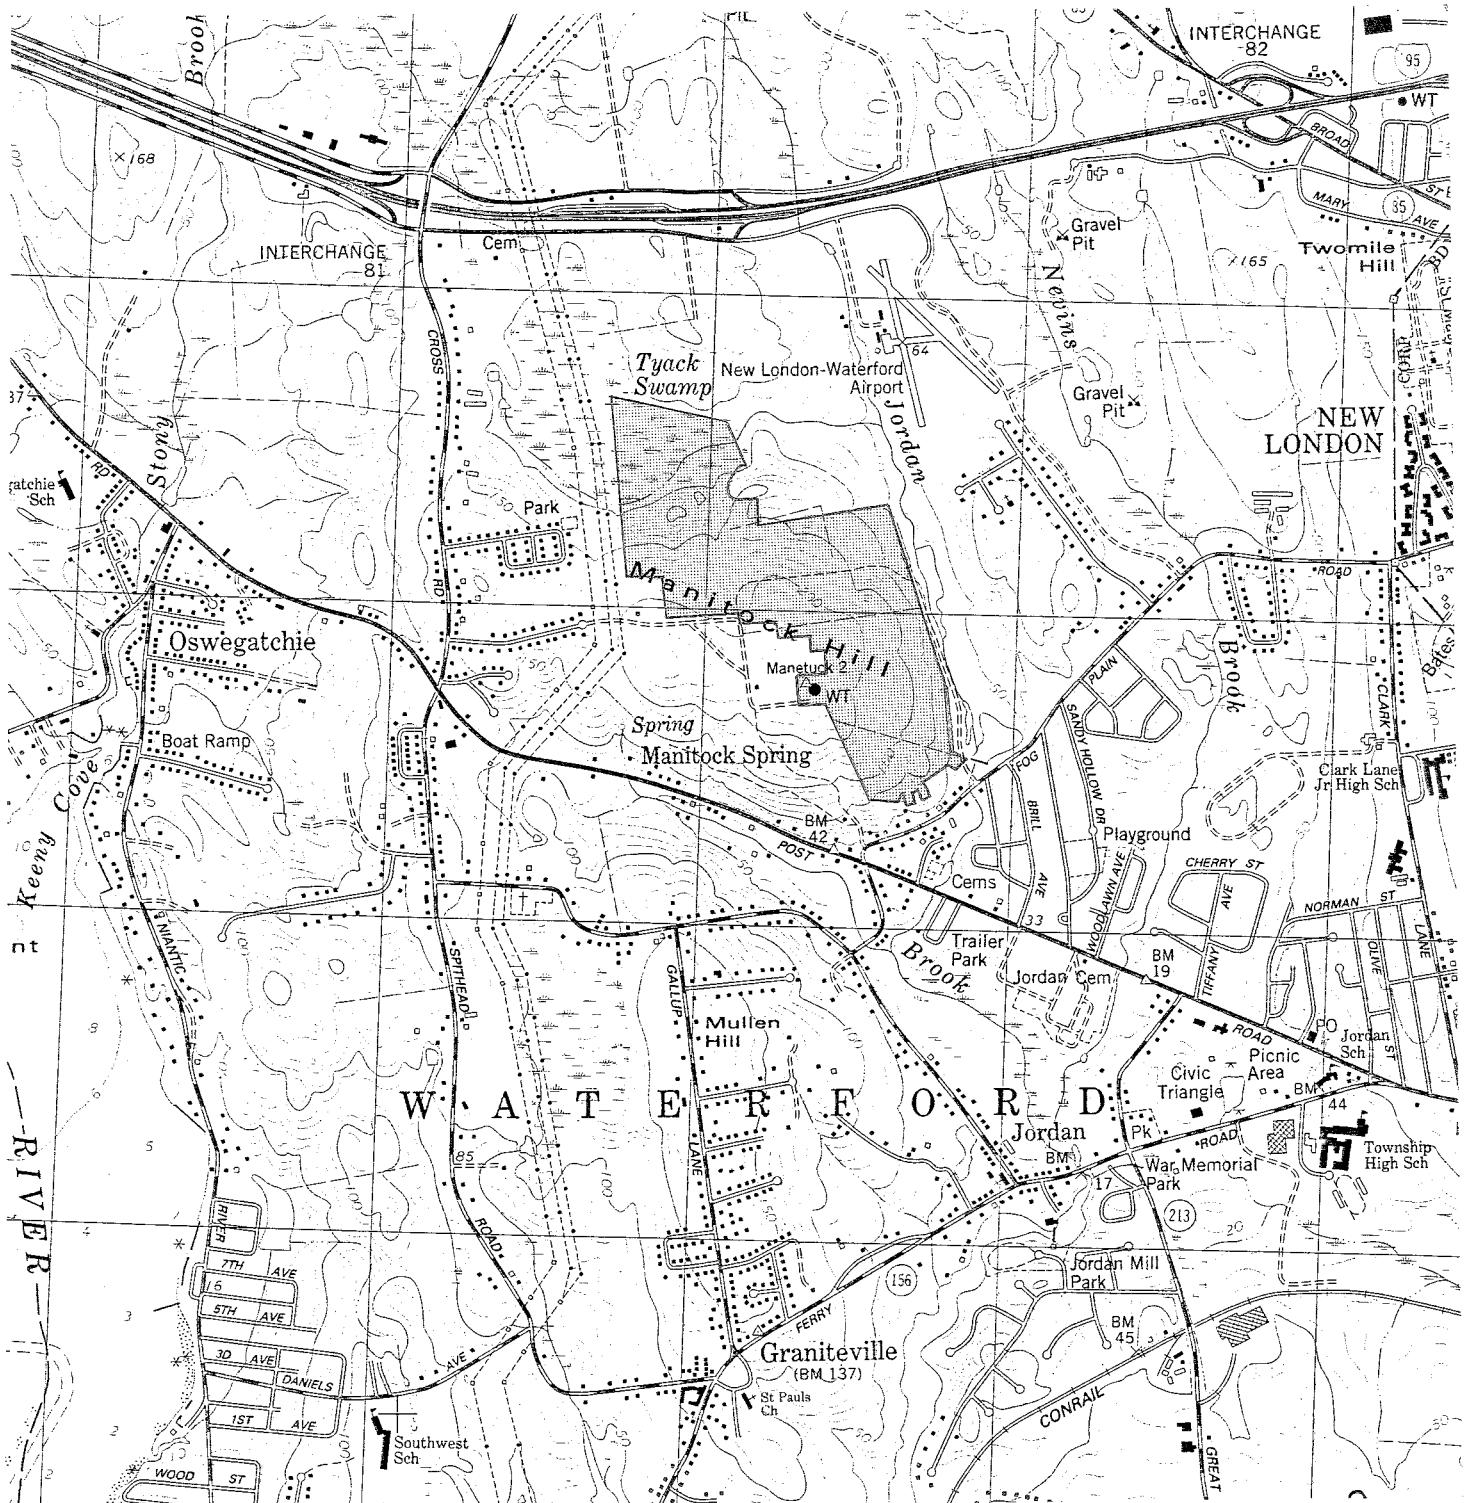 Brook
INTERCHANGE
82
95
WT
BROAD
×168
MARY
AVE
85
Gravel
Pit
Twomile
Hill
×165
INTERCHANGE
81
Cem
Nevins
CROSS
Tyack
Swamp
New London-Waterford
Airport
64
Gravel
Pit
Jordan
NEW
LONDON
CORP
RD
Stony
gatchie
Sch
Park
Manitock Hill
ROAD
RD
Oswegatchie
Manetuck 2
WT
PLAIN
Brook
CLARK
Bates
Spring
Manitock Spring
Boat Ramp
Keeny Cove
FOG
SANDY HOLLOW DR
Clark Lane
Jr High Sch
BM
42
POST
BRILL
AVE
Playground
WOODLAWN AVE
CHERRY ST
AVE
TIFFANY
Cems
33
NORMAN ST
OLIVE
ST
LANE
nt
NIANTIC
SPITHEAD
GALLUP
Trailer
Park
Brook
Jordan Cem
BM
19
Mullen
Hill
ROAD
PO
Jordan
Sch
Picnic
Area
Civic
Triangle
BM
44
WATERFORD
Jordan
BM
17
Pk
ROAD
Township
High Sch
War Memorial
Park
85
LANE
RIVER
RIVER
ROAD
213
7TH AVE
16
5TH AVE
156
Jordan Mill
Park
FERRY
BM
45
3D AVE
DANIELS
AVE
Graniteville
(BM 137)
1ST AVE
St Pauls
Ch
CONRAIL
Southwest
Sch
WOOD ST
GREAT